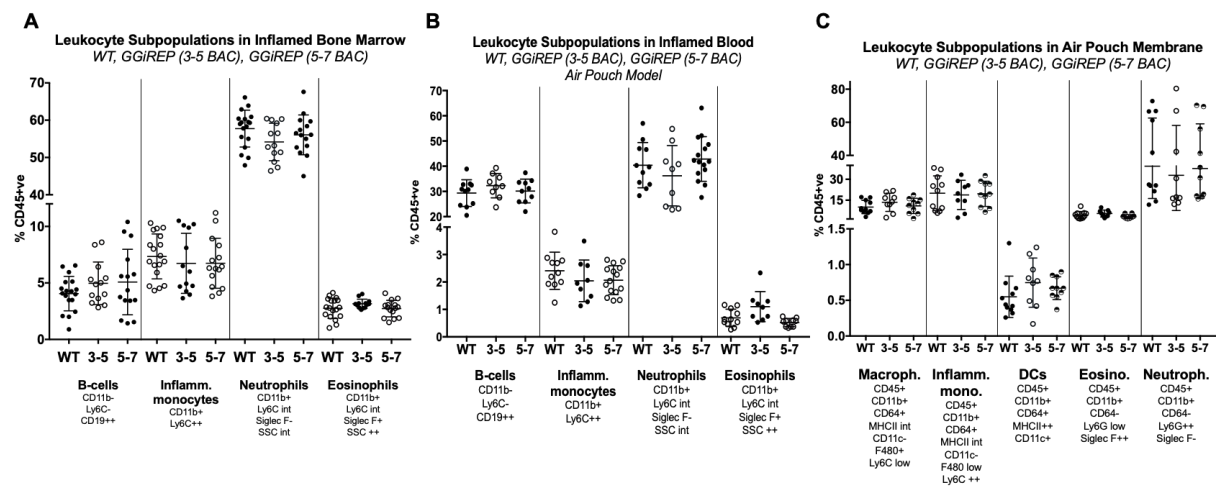 A
Leukocyte Subpopulations in Inflamed Bone Marrow
WT, GGiREP (3-5 BAC), GGiREP (5-7 BAC)
% CD45+ve
70
60
50
40
10
5
0
WT 3-5 5-7 WT 3-5 5-7 WT 3-5 5-7 WT 3-5 5-7
B-cells
CD11b-
Ly6C-
CD19++
Inflamm.
monocytes
CD11b+
Ly6C++
Neutrophils
CD11b+
Ly6C int
Siglec F-
SSC int
Eosinophils
CD11b+
Ly6C int
Siglec F+
SSC ++
B
Leukocyte Subpopulations in Inflamed Blood
WT, GGiREP (3-5 BAC), GGiREP (5-7 BAC)
Air Pouch Model
% CD45+ve
70
60
50
40
30
20
4
3
2
1
0
WT 3-5 5-7 WT 3-5 5-7 WT 3-5 5-7 WT 3-5 5-7
B-cells
CD11b-
Ly6C-
CD19++
Inflamm.
monocytes
CD11b+
Ly6C++
Neutrophils
CD11b+
Ly6C int
Siglec F-
SSC int
Eosinophils
CD11b+
Ly6C int
Siglec F+
SSC ++
C
Leukocyte Subpopulations in Air Pouch Membrane
WT, GGiREP (3-5 BAC), GGiREP (5-7 BAC)
% CD45+ve
80
60
40
30
15
1.5
1.0
0.5
0.0
WT 3-5 5-7 WT 3-5 5-7 WT 3-5 5-7 WT 3-5 5-7 WT 3-5 5-7
Macroph.
CD45+
CD11b+
CD64+
MHCII int
CD11c-
F480+
Ly6C low
Inflamm.
mono.
CD45+
CD11b+
CD64+
MHCII int
CD11c-
F480 low
Ly6C ++
DCs
CD45+
CD11b+
CD64+
MHCII++
CD11c+
Eosino.
CD45+
CD11b+
CD64-
Ly6G low
Siglec F++
Neutroph.
CD45+
CD11b+
CD64-
Ly6G++
Siglec F-